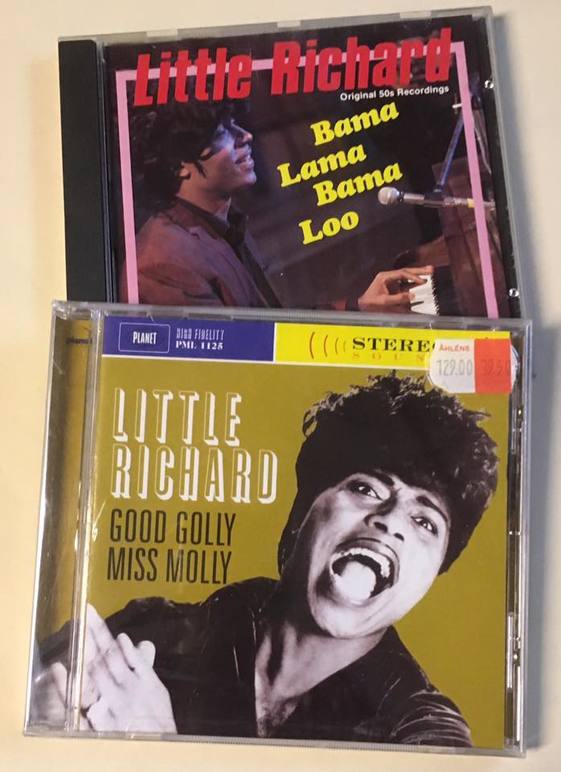 Little Richard
Original 50s Recordings
Bama
Lama
Bama
Loo
PLANET
HIGH FIDELITY
PML 1125
STEREO
ÅHLÉNS
129.00
LITTLE
RICHARD
GOOD GOLLY
MISS MOLLY